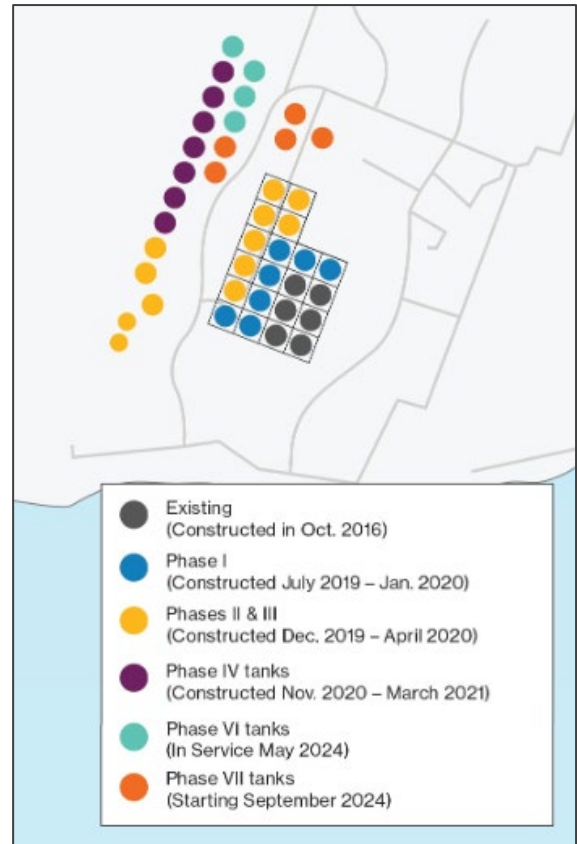 Existing
(Constructed in Oct. 2016)
Phase I
(Constructed July 2019 – Jan. 2020)
Phases II & III
(Constructed Dec. 2019 – April 2020)
Phase IV tanks
(Constructed Nov. 2020 – March 2021)
Phase VI tanks
(In Service May 2024)
Phase VII tanks
(Starting September 2024)